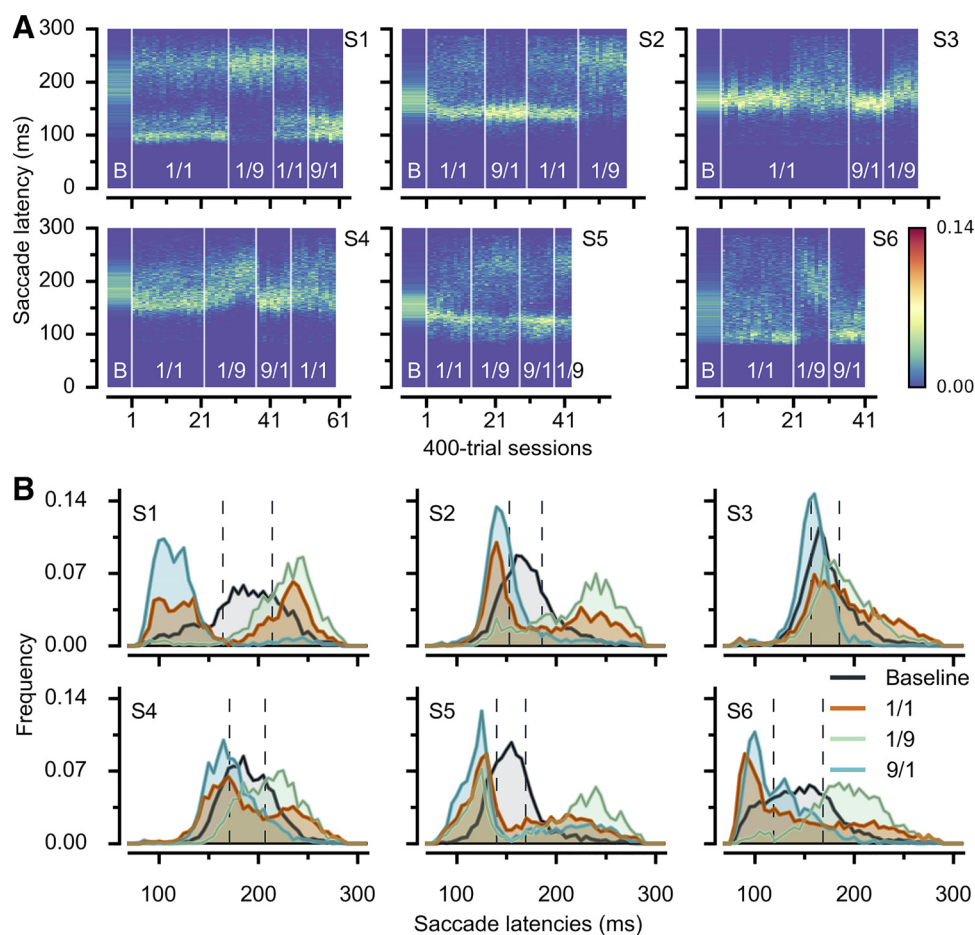 A
300
200
100
0
Saccade latency (ms)
S1
B 1/1 1/9 1/1 9/1
S2
B 1/1 9/1 1/1 1/9
S3
B 1/1 9/1 1/9
300
200
100
0
S4
B 1/1 1/9 9/1 1/1
S5
B 1/1 1/9 9/1 1/9
S6
B 1/1 1/9 9/1
0.14
0.00
1 21 41 61
1 21 41
1 21 41
400-trial sessions
B
0.14
0.07
0.00
Frequency
S1
S2
S3
Baseline
1/1
1/9
9/1
0.14
0.07
0.00
S4
S5
S6
100 200 300
100 200 300
100 200 300
Saccade latencies (ms)